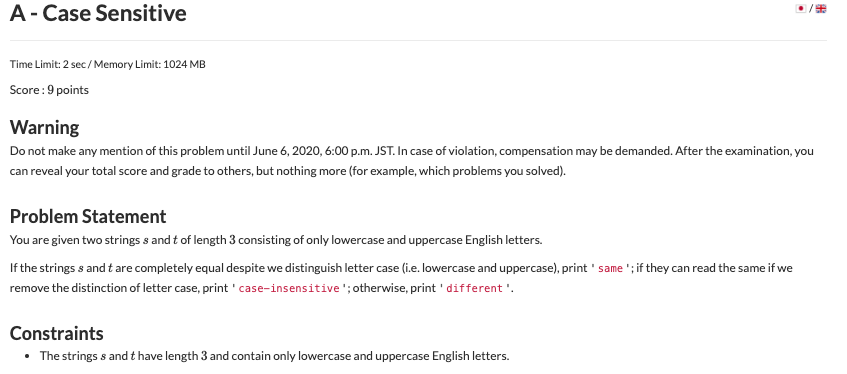 A - Case Sensitive
/
Time Limit: 2 sec / Memory Limit: 1024 MB
Score : 9 points
Warning
Do not make any mention of this problem until June 6, 2020, 6:00 p.m. JST. In case of violation, compensation may be demanded. After the examination, you
can reveal your total score and grade to others, but nothing more (for example, which problems you solved).
Problem Statement
You are given two strings s and t of length 3 consisting of only lowercase and uppercase English letters.
If the strings s and t are completely equal despite we distinguish letter case (i.e. lowercase and uppercase), print ' same '; if they can read the same if we
remove the distinction of letter case, print ' case-insensitive '; otherwise, print ' different '.
Constraints
• The strings s and t have length 3 and contain only lowercase and uppercase English letters.